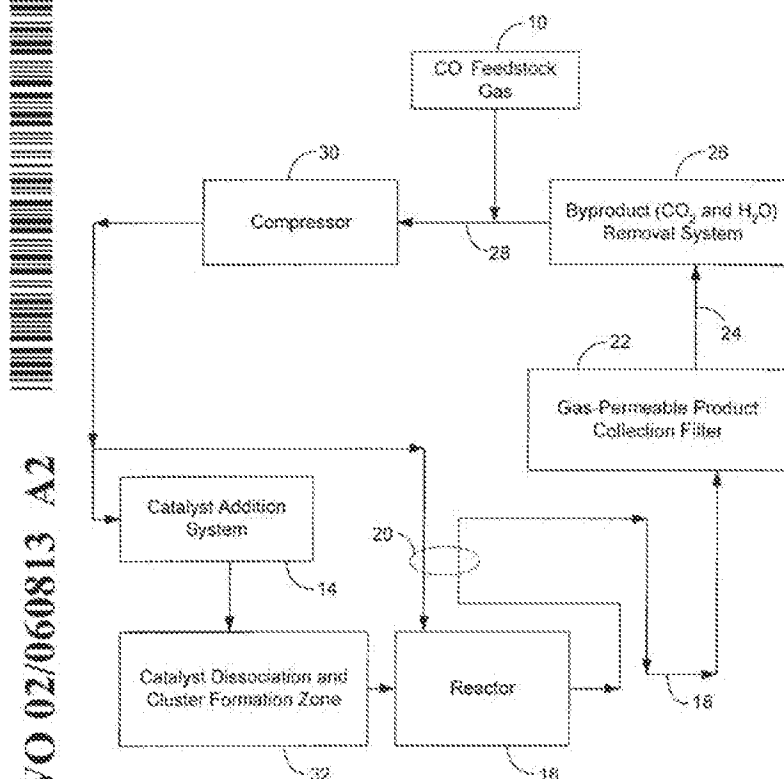 10
CO Feedstock
Gas
30
Compressor
28
26
Byproduct (CO₂ and H₂O)
Removal System
24
22
Gas-Permeable Product
Collection Filter
Catalyst Addition
System
14
20
18
Catalyst Dissociation and
Cluster Formation Zone
32
Reactor
16
WO 02/060813 A2